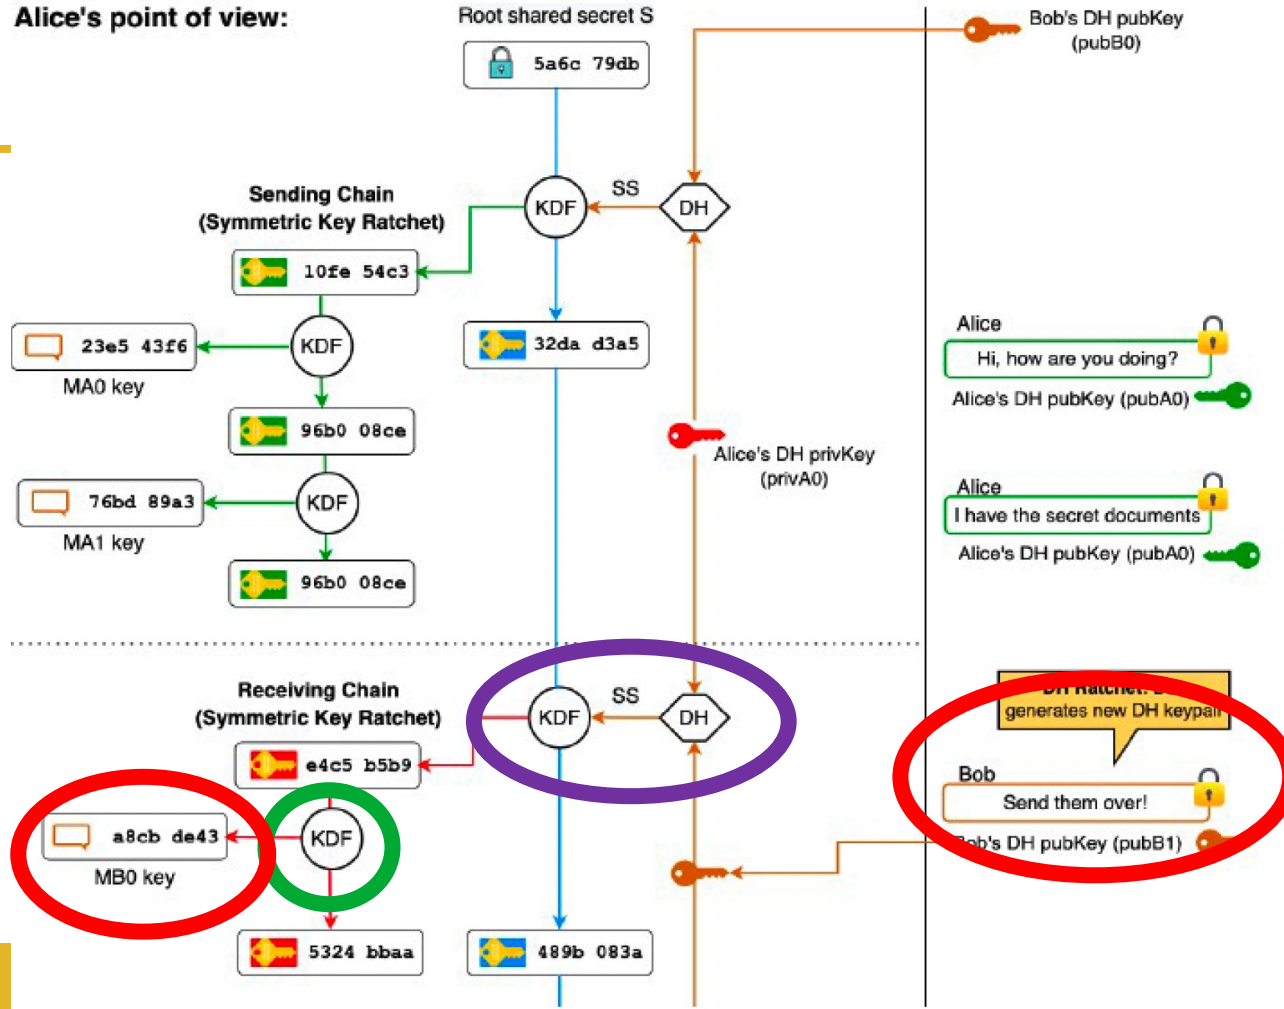 Alice's point of view:
Root shared secret S
5a6c 79db
Bob's DH pubKey
(pubB0)
Sending Chain
(Symmetric Key Ratchet)
KDF
SS
DH
10fe 54c3
23e5 43f6
KDF
MA0 key
32da d3a5
Alice
Hi, how are you doing?
Alice's DH pubKey (pubA0)
96b0 08ce
Alice's DH privKey
(privA0)
76bd 89a3
KDF
MA1 key
Alice
I have the secret documents
Alice's DH pubKey (pubA0)
96b0 08ce
Receiving Chain
(Symmetric Key Ratchet)
KDF
SS
DH
DH Ratchet:
generates new DH keypair
e4c5 b5b9
Bob
Send them over!
a8cb de43
KDF
MB0 key
Bob's DH pubKey (pubB1)
5324 bbaa
489b 083a